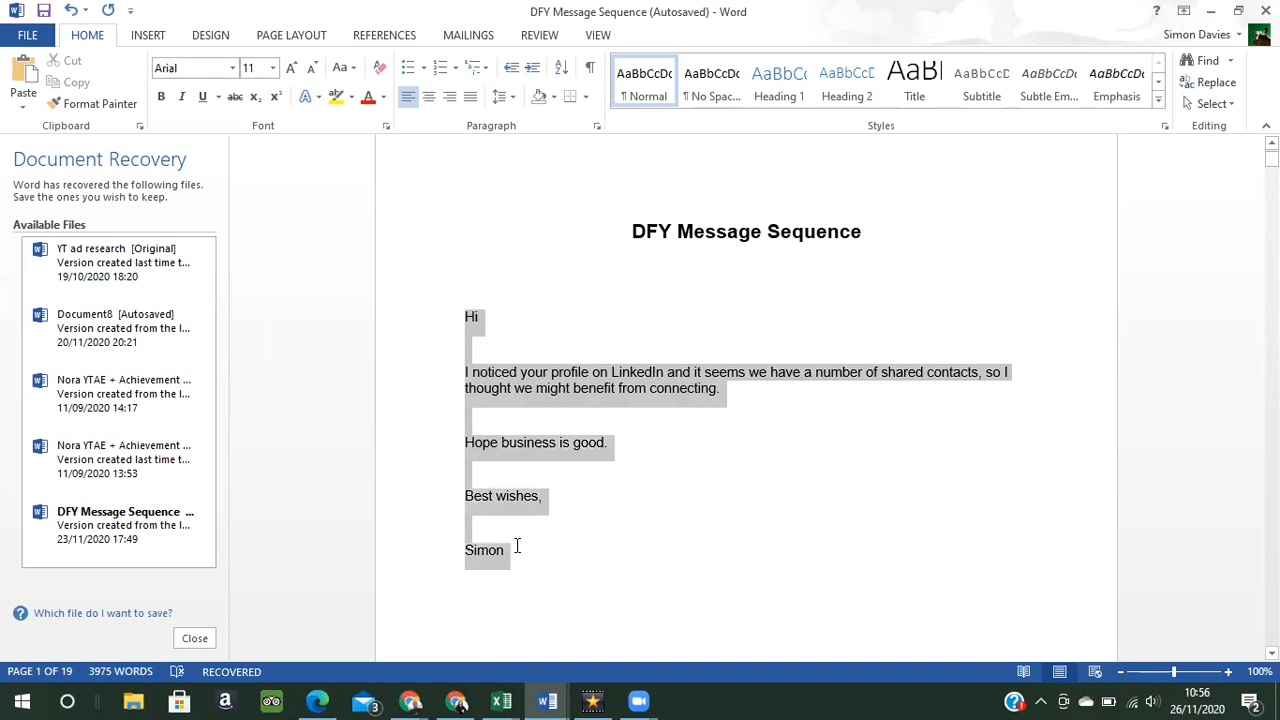 DFY Message Sequence (Autosaved) - Word
FILE HOME INSERT DESIGN PAGE LAYOUT REFERENCES MAILINGS REVIEW VIEW Simon Davies
Paste
Cut
Copy
Format Painter
Clipboard
Arial 11
Font
Paragraph
AaBbCcDc AaBbCcDc AaBbCc AaBbCcC AaBl AaBbCcC AaBbCcDc AaBbCcDc
¶ Normal ¶ No Spac... Heading 1 Heading 2 Title Subtitle Subtle Em... Emphasis
Styles
Find
Replace
Select
Editing
Document Recovery
Word has recovered the following files.
Save the ones you wish to keep.
Available Files
YT ad research [Original]
Version created last time t...
19/10/2020 18:20
Document8 [Autosaved]
Version created from the l...
20/11/2020 20:21
Nora YTAE + Achievement ...
Version created from the l...
11/09/2020 14:17
Nora YTAE + Achievement ...
Version created last time t...
11/09/2020 13:53
DFY Message Sequence ...
Version created from the l...
23/11/2020 17:49
Which file do I want to save?
Close
DFY Message Sequence
Hi
I noticed your profile on LinkedIn and it seems we have a number of shared contacts, so I
thought we might benefit from connecting.
Hope business is good.
Best wishes,
Simon
PAGE 1 OF 19 3975 WORDS RECOVERED 100%
3
10:56
26/11/2020
2